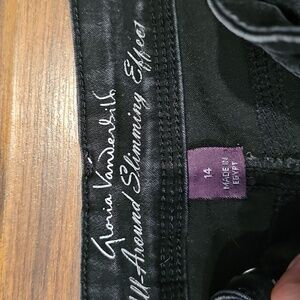 Gloria Vanderbilt
All-Around Slimming Effect
14
MADE IN
EGYPT